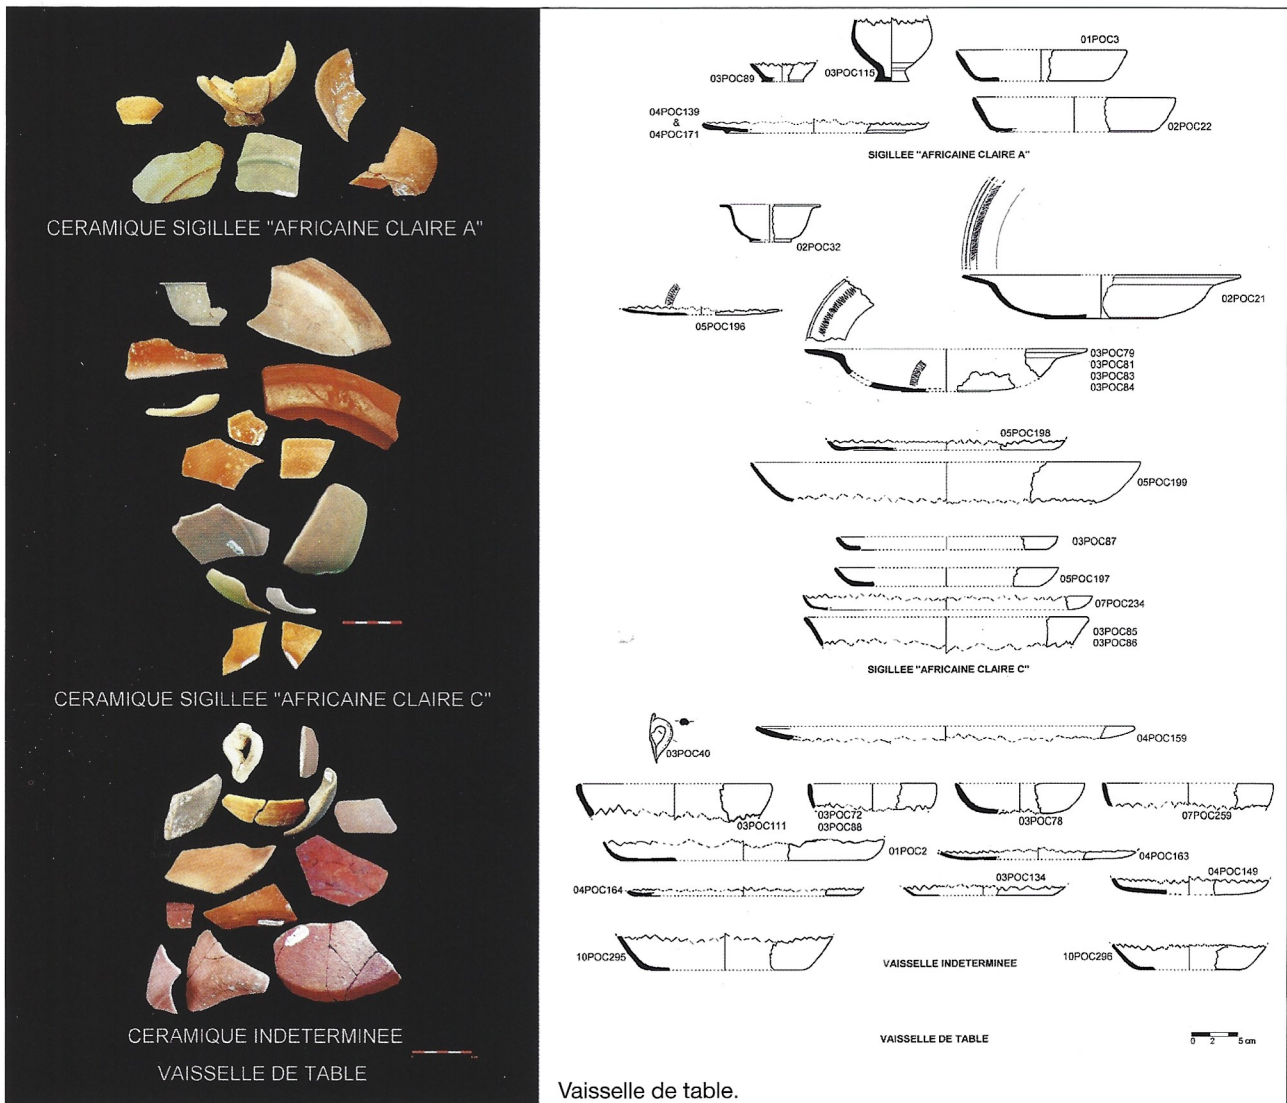 CERAMIQUE SIGILLEE "AFRICAINE CLAIRE A"
CERAMIQUE SIGILLEE "AFRICAINE CLAIRE C"
CERAMIQUE INDETERMINEE
VAISSELLE DE TABLE
01POC3
03POC89
03POC115
04POC139
&
04POC171
02POC22
SIGILLEE "AFRICAINE CLAIRE A"
02POC32
02POC21
05POC196
03POC79
03POC81
03POC83
03POC84
05POC198
05POC199
03POC87
05POC197
07POC234
03POC85
03POC86
SIGILLEE "AFRICAINE CLAIRE C"
03POC40
04POC159
03POC111
03POC72
03POC88
03POC78
07POC259
01POC2
04POC163
04POC164
03POC134
04POC149
10POC295
VAISSELLE INDETERMINEE
10POC296
VAISSELLE DE TABLE
0 2 5 cm
Vaisselle de table.